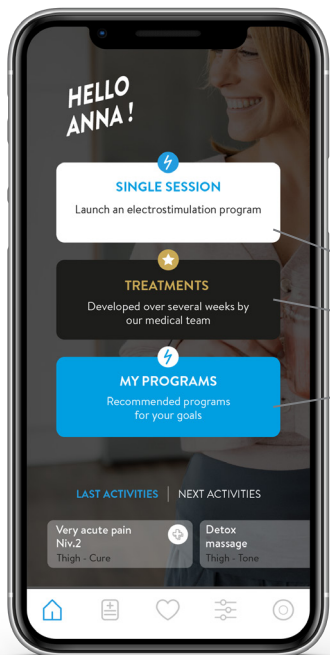 HELLO
ANNA !
SINGLE SESSION
Launch an electrostimulation program
TREATMENTS
Developed over several weeks by
our medical team
MY PROGRAMS
Recommended programs
for your goals
LAST ACTIVITIES | NEXT ACTIVITIES
Very acute pain
Niv.2
Thigh - Cure
Detox
massage
Thigh - Tone